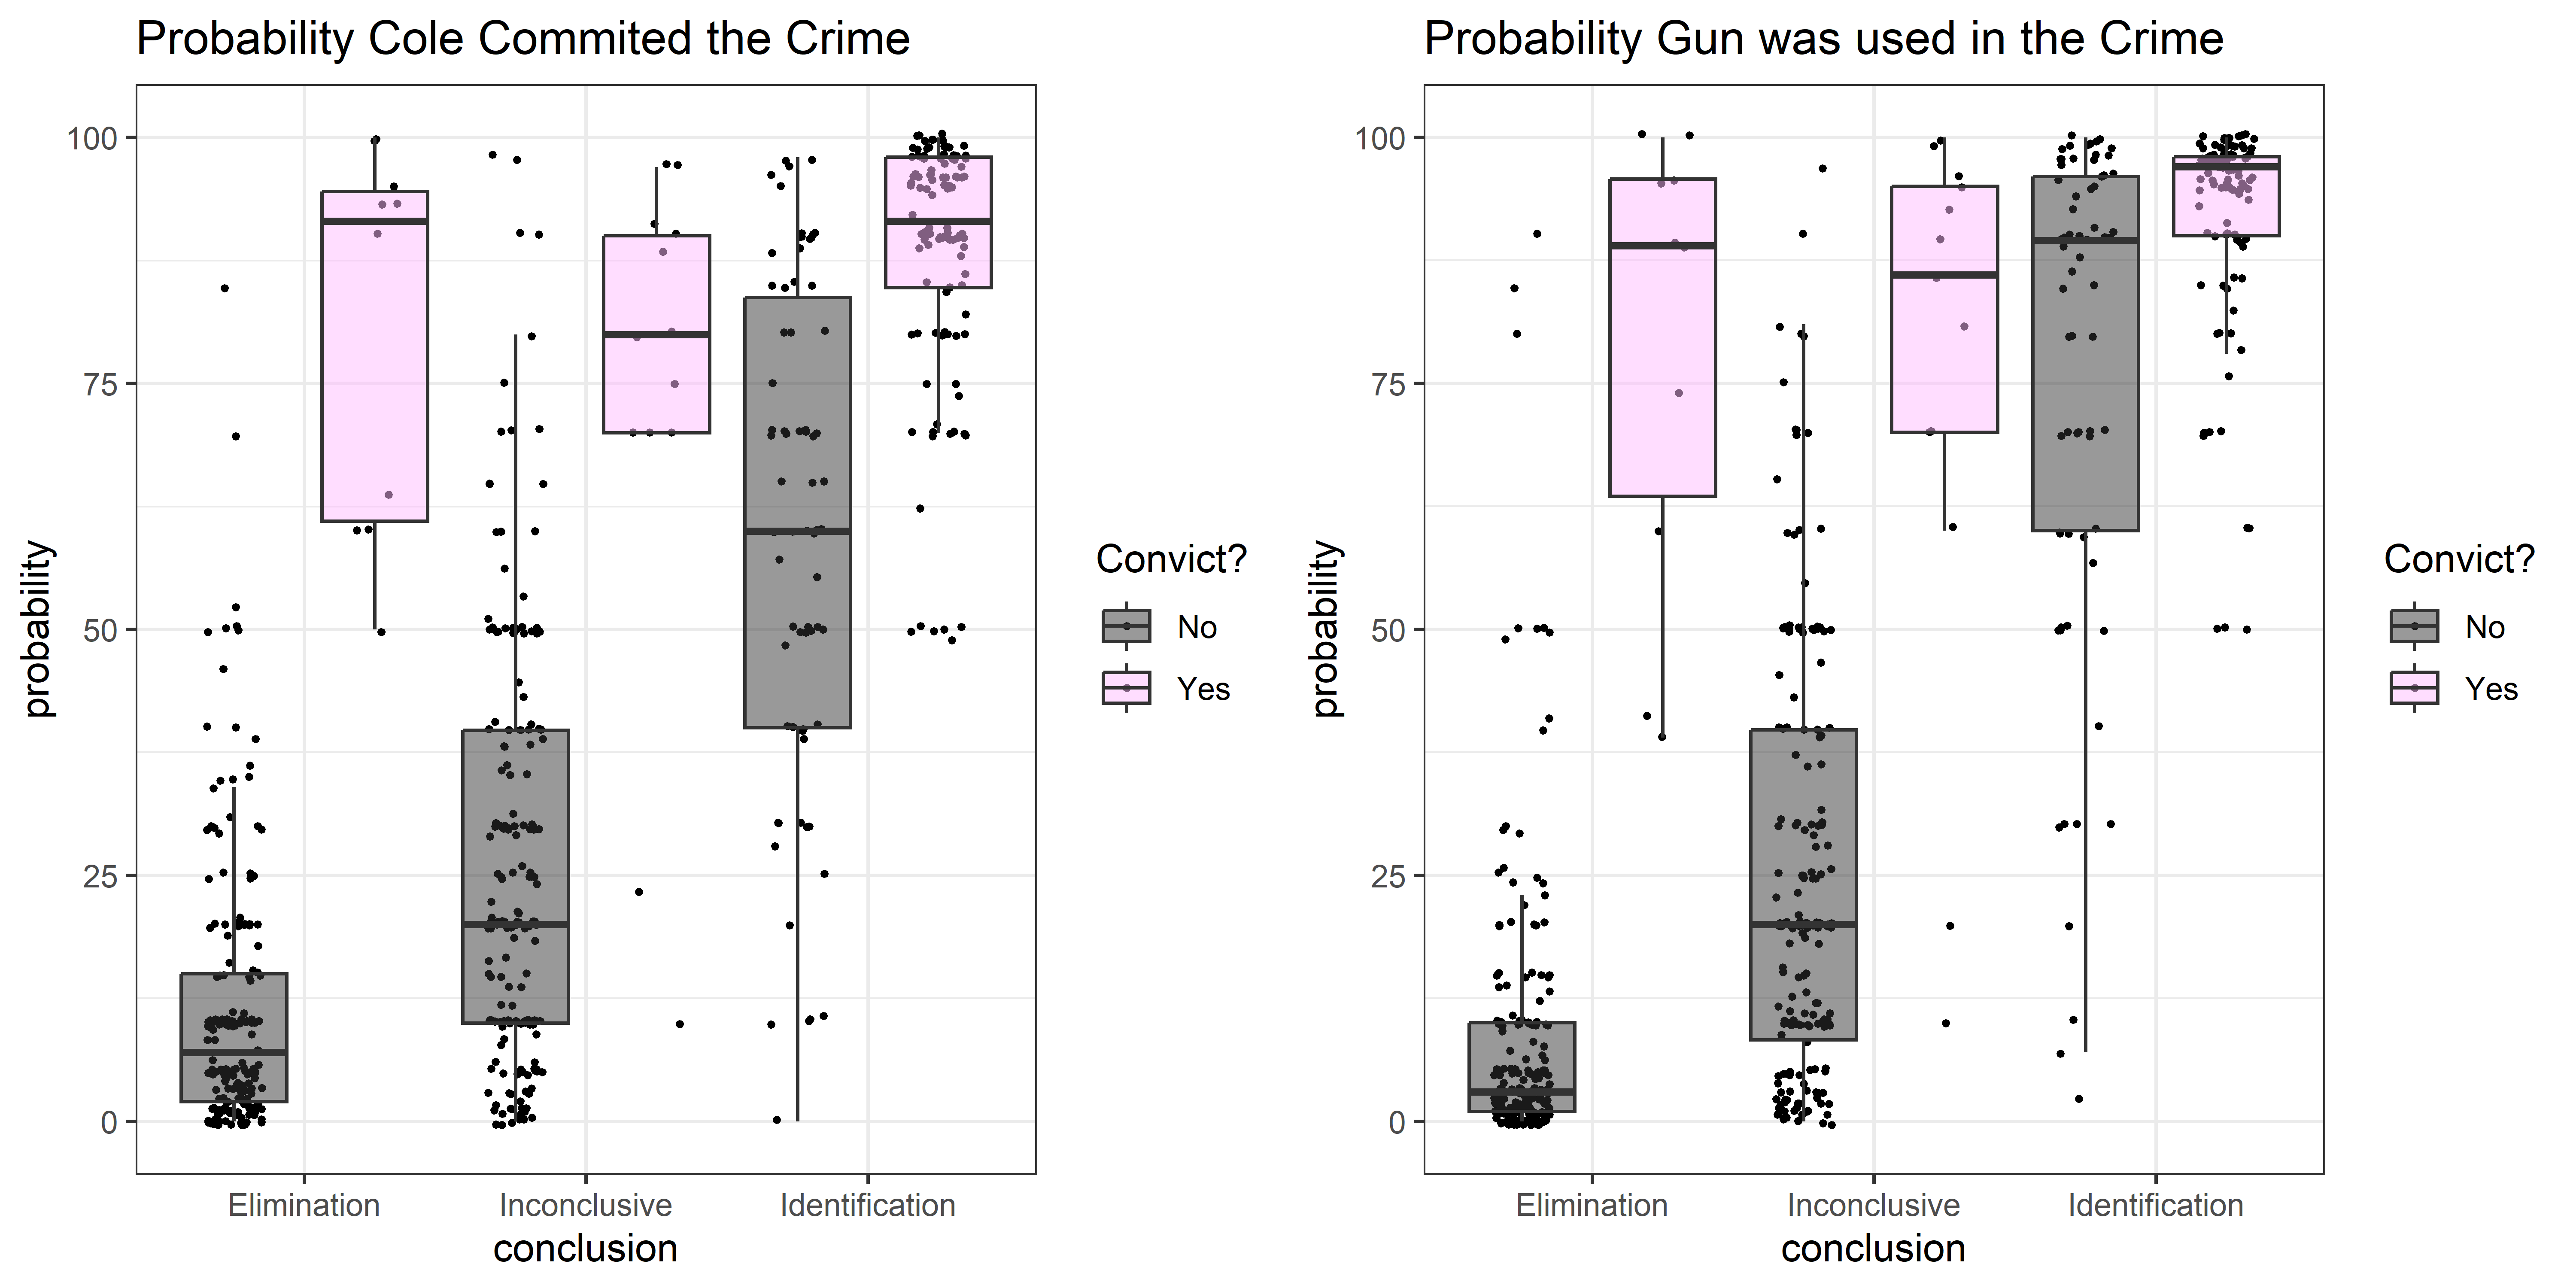 Probability Cole Commited the Crime
100
75
50
25
0
probability
Elimination
Inconclusive
Identification
conclusion
Convict?
No
Yes
Probability Gun was used in the Crime
100
75
50
25
0
probability
Elimination
Inconclusive
Identification
conclusion
Convict?
No
Yes